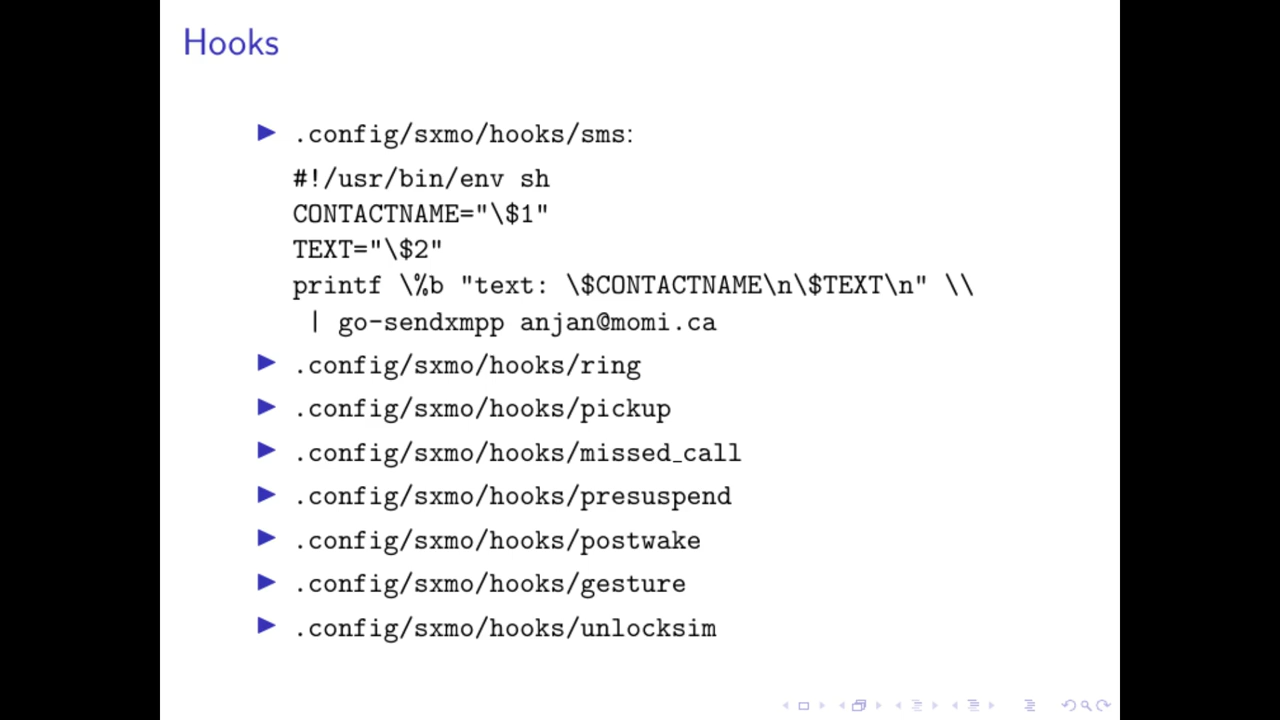 Hooks
.config/sxmo/hooks/sms:
#!/usr/bin/env sh
CONTACTNAME="\$1"
TEXT="\$2"
printf \%b "text: \$CONTACTNAME\n\$TEXT\n" \\
| go-sendxmpp anjan@momi.ca
.config/sxmo/hooks/ring
.config/sxmo/hooks/pickup
.config/sxmo/hooks/missed_call
.config/sxmo/hooks/presuspend
.config/sxmo/hooks/postwake
.config/sxmo/hooks/gesture
.config/sxmo/hooks/unlocksim